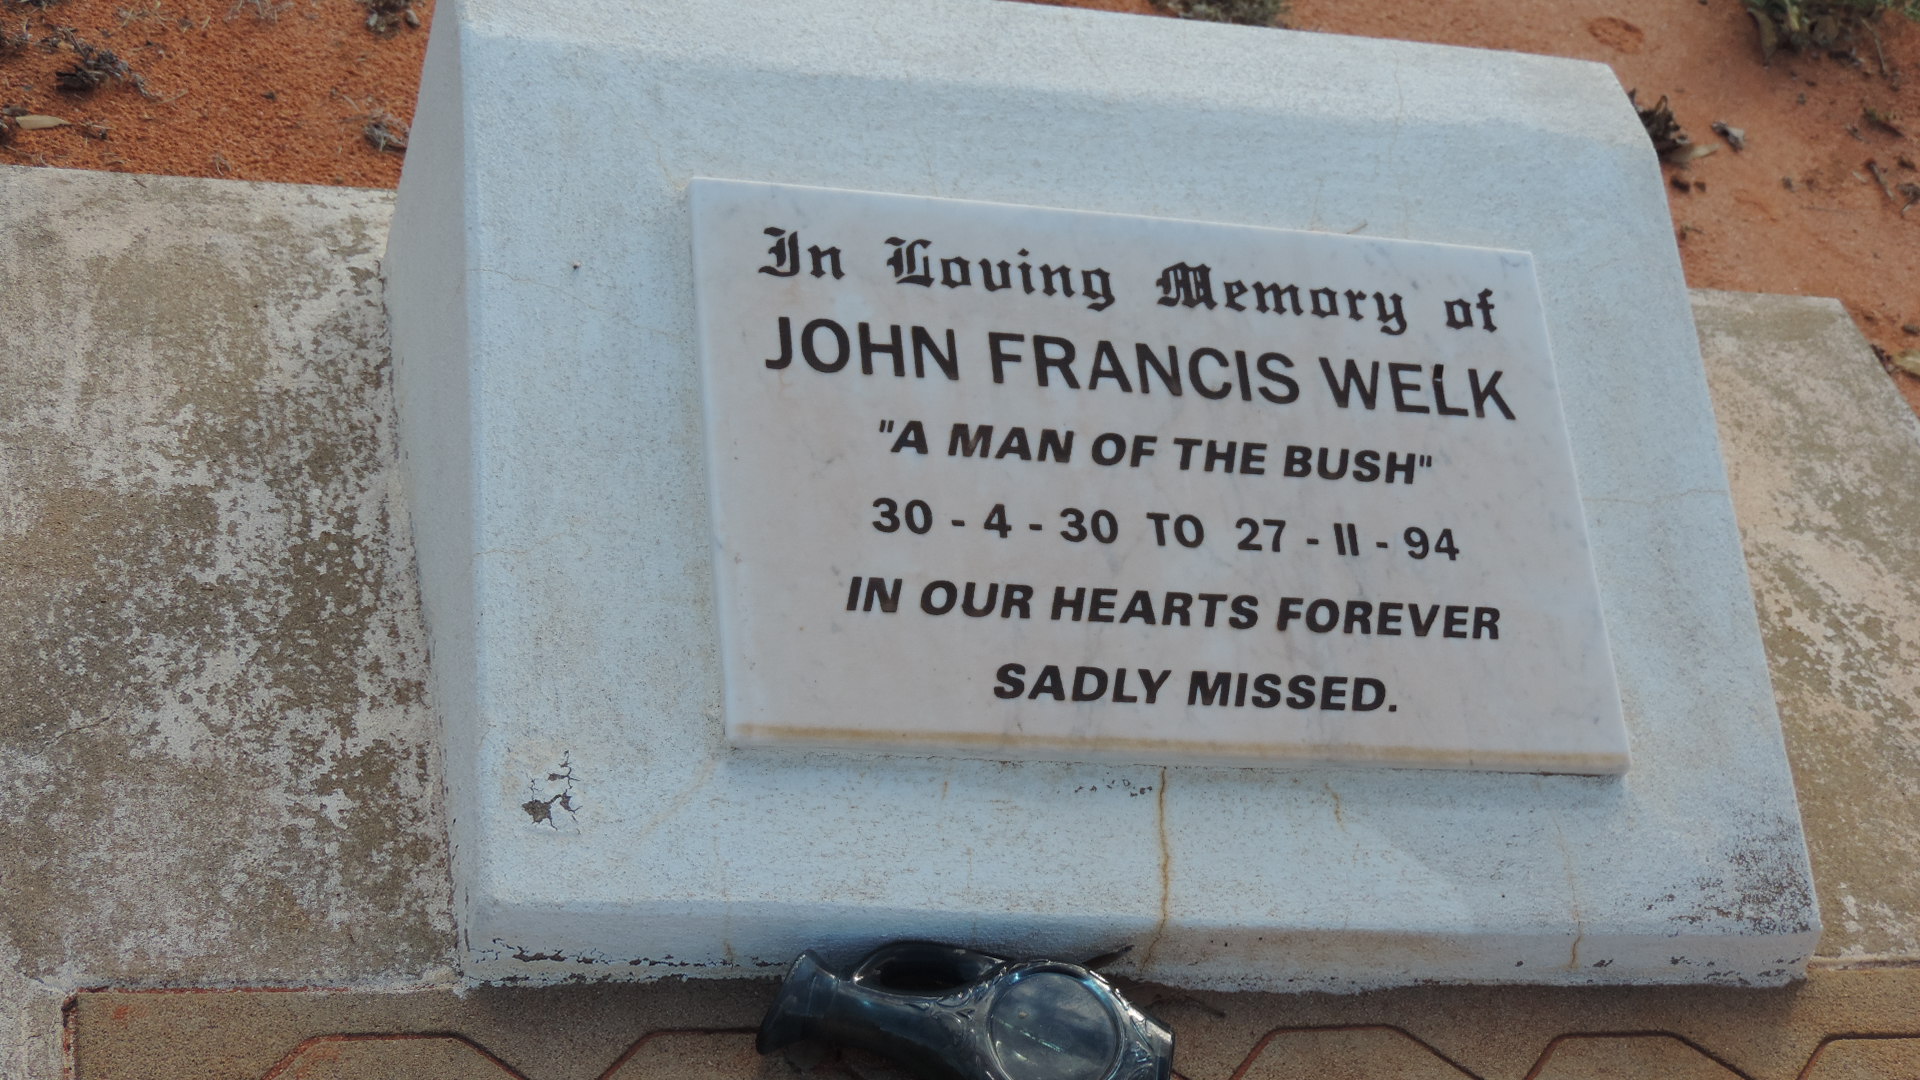 In Loving Memory of
JOHN FRANCIS WELK
"A MAN OF THE BUSH"
30 - 4 - 30 TO 27 - 11 - 94
IN OUR HEARTS FOREVER
SADLY MISSED.